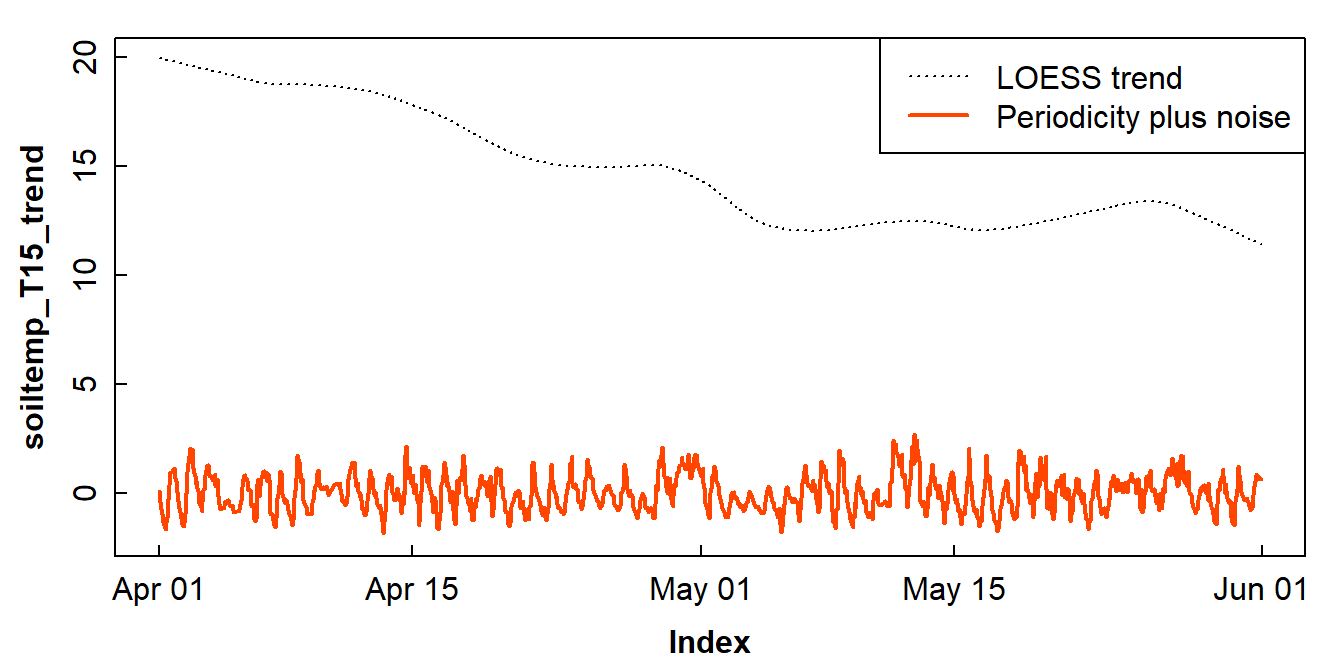 LOESS trend
Periodicity plus noise
soiltemp_T15_trend
20
15
10
5
0
Apr 01
Apr 15
May 01
May 15
Jun 01
Index